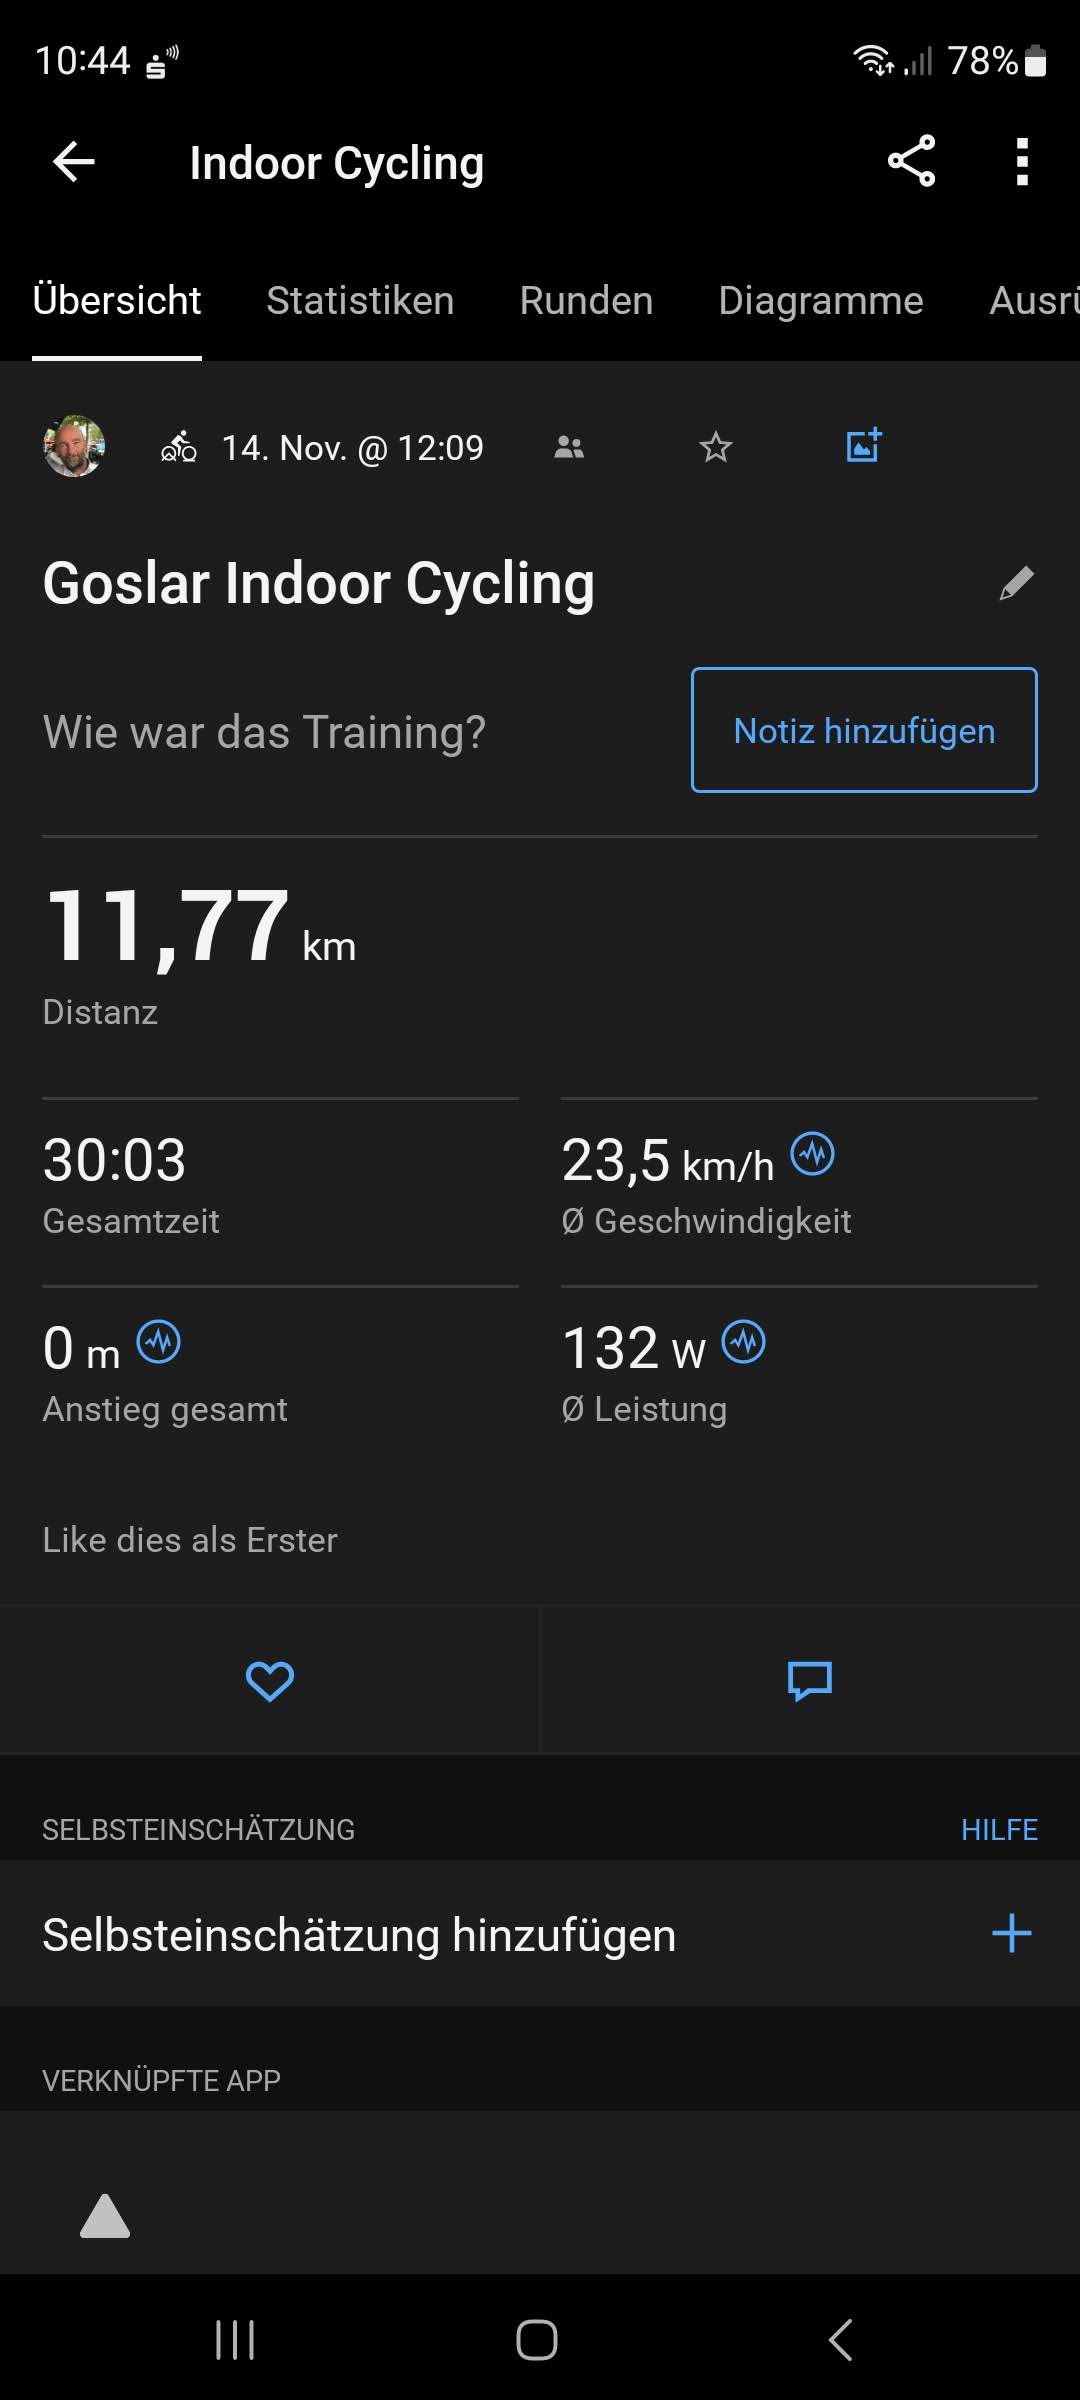 10:44 78%
Indoor Cycling
Übersicht Statistiken Runden Diagramme Ausrü
14. Nov. @ 12:09
Goslar Indoor Cycling
Wie war das Training? Notiz hinzufügen
11,77 km
Distanz
30:03 23,5 km/h
Gesamtzeit Ø Geschwindigkeit
0 m 132 W
Anstieg gesamt Ø Leistung
Like dies als Erster
SELBSTEINSCHÄTZUNG HILFE
Selbsteinschätzung hinzufügen
VERKNÜPFTE APP